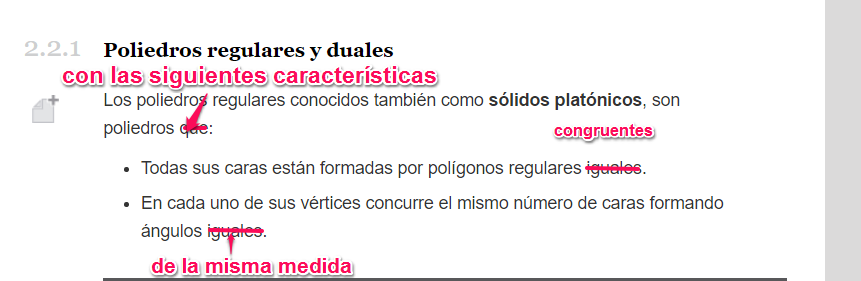 2.2.1 Poliedros regulares y duales
con las siguientes características
Los poliedros regulares conocidos también como sólidos platónicos, son
poliedros que:
congruentes
Todas sus caras están formadas por polígonos regulares iguales.
En cada uno de sus vértices concurre el mismo número de caras formando
ángulos iguales.
de la misma medida